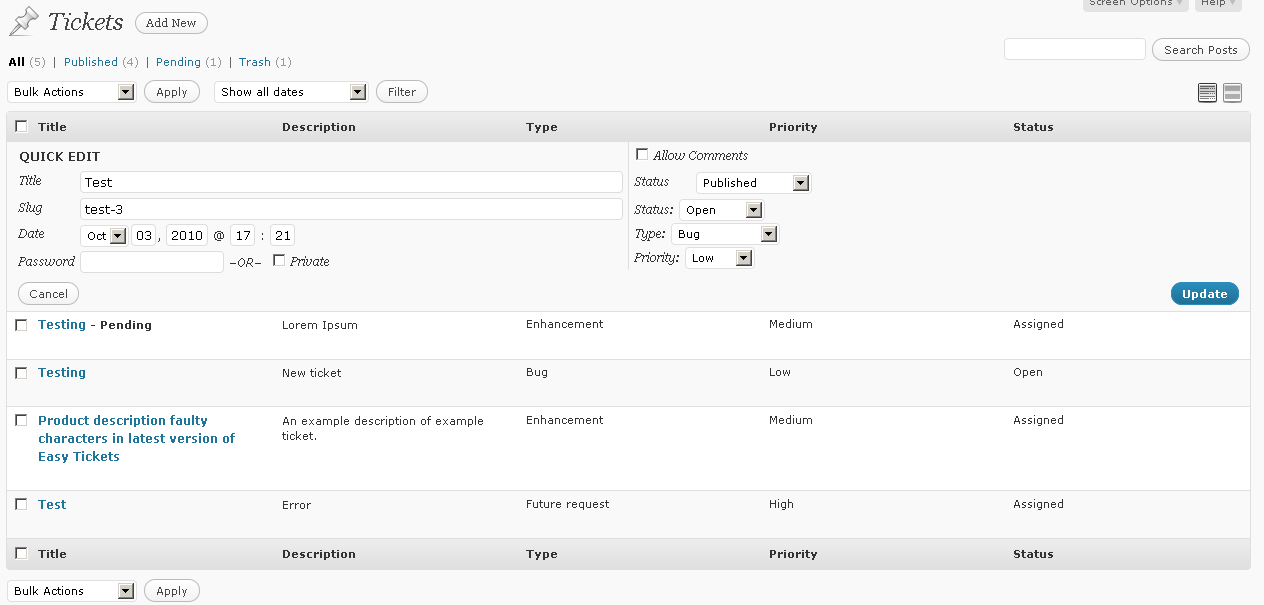 Screen Options Help
Tickets Add New
Search Posts
All (5) | Published (4) | Pending (1) | Trash (1)
Bulk Actions Apply Show all dates Filter
Title Description Type Priority Status
QUICK EDIT
Title Test
Slug test-3
Date Oct 03 , 2010 @ 17 : 21
Password –OR– Private
Allow Comments
Status Published
Status: Open
Type: Bug
Priority: Low
Cancel Update
Testing - Pending Lorem Ipsum Enhancement Medium Assigned
Testing New ticket Bug Low Open
Product description faulty
characters in latest version of
Easy Tickets
An example description of example
ticket.
Enhancement Medium Assigned
Test Error Future request High Assigned
Title Description Type Priority Status
Bulk Actions Apply